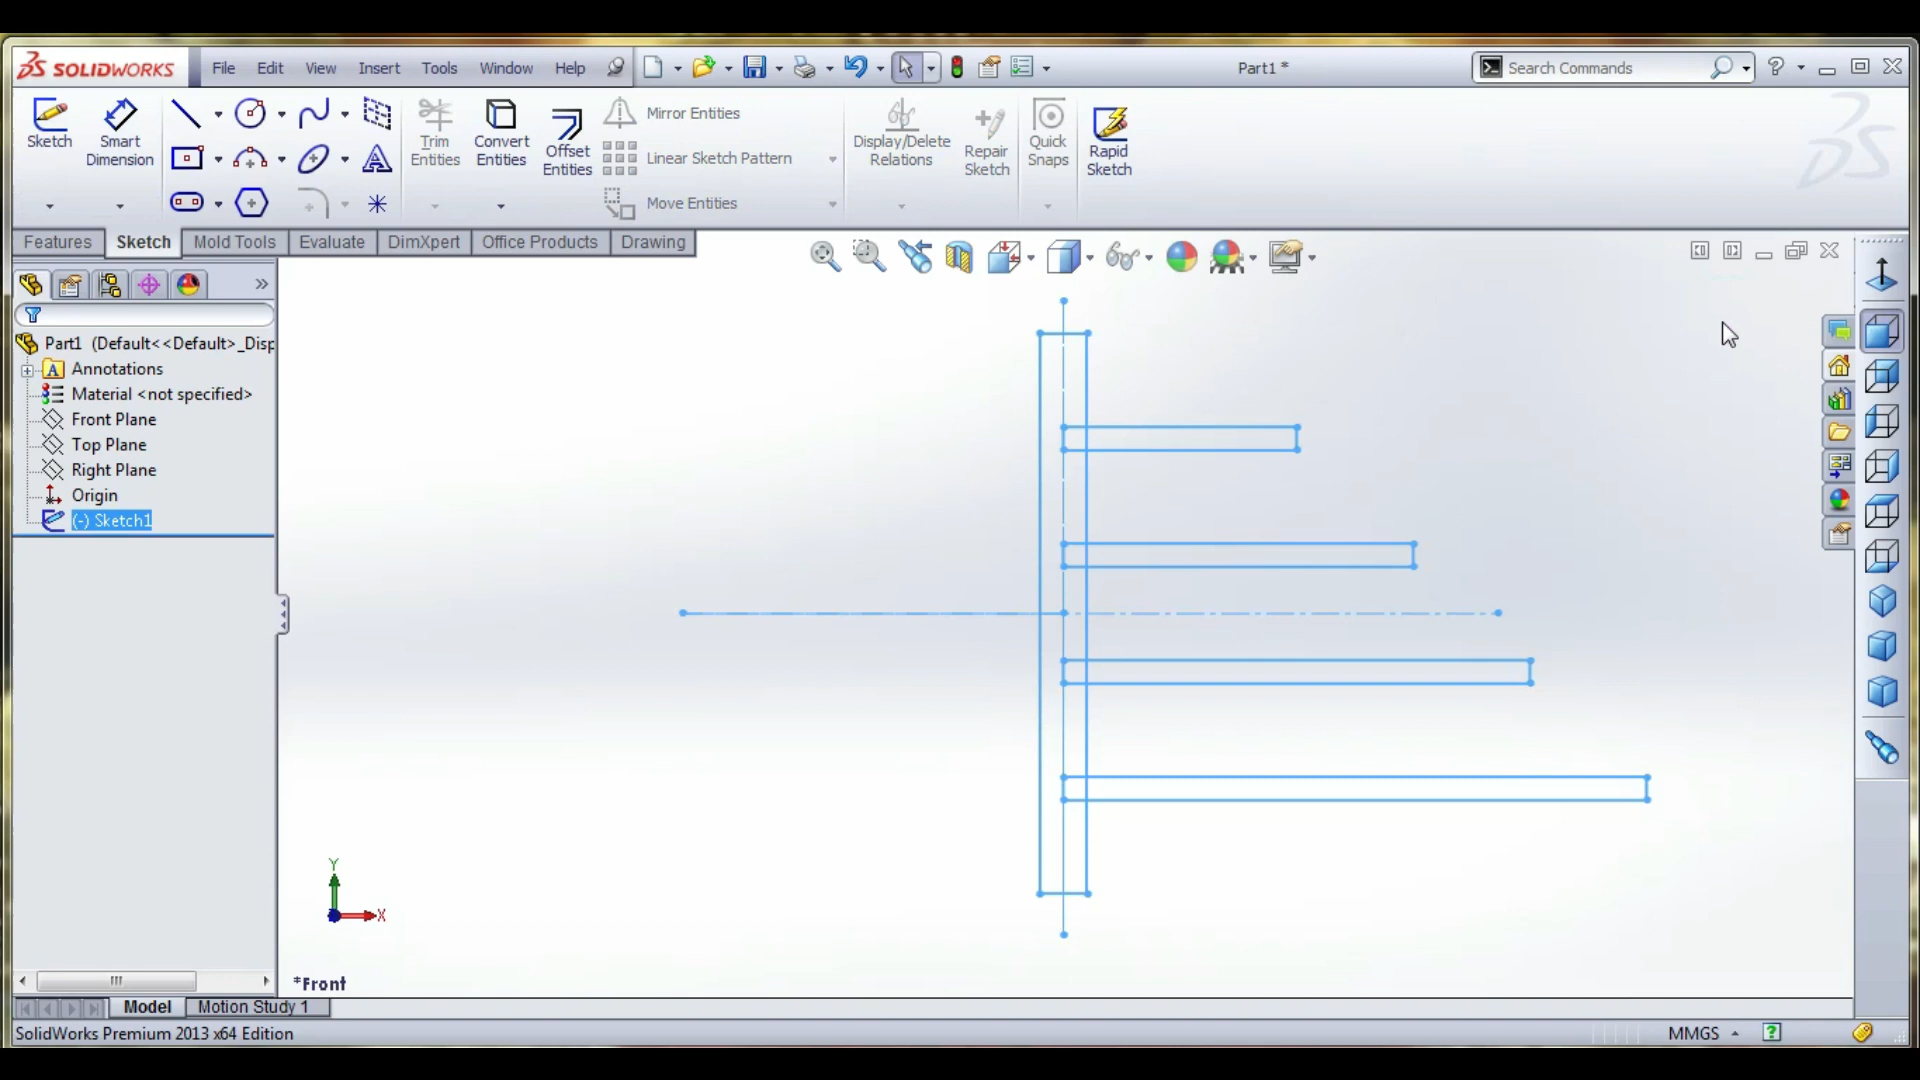 SOLIDWORKS File Edit View Insert Tools Window Help Part1 * Search Commands
Sketch Smart Dimension Trim Entities Convert Entities Offset Entities Mirror Entities Linear Sketch Pattern Move Entities Display/Delete Relations Repair Sketch Quick Snaps Rapid Sketch
Features Sketch Mold Tools Evaluate DimXpert Office Products Drawing
Part1 (Default<<Default>_Disp
Annotations
Material <not specified>
Front Plane
Top Plane
Right Plane
Origin
(-) Sketch1
Y
X
*Front
Model Motion Study 1
SolidWorks Premium 2013 x64 Edition MMGS